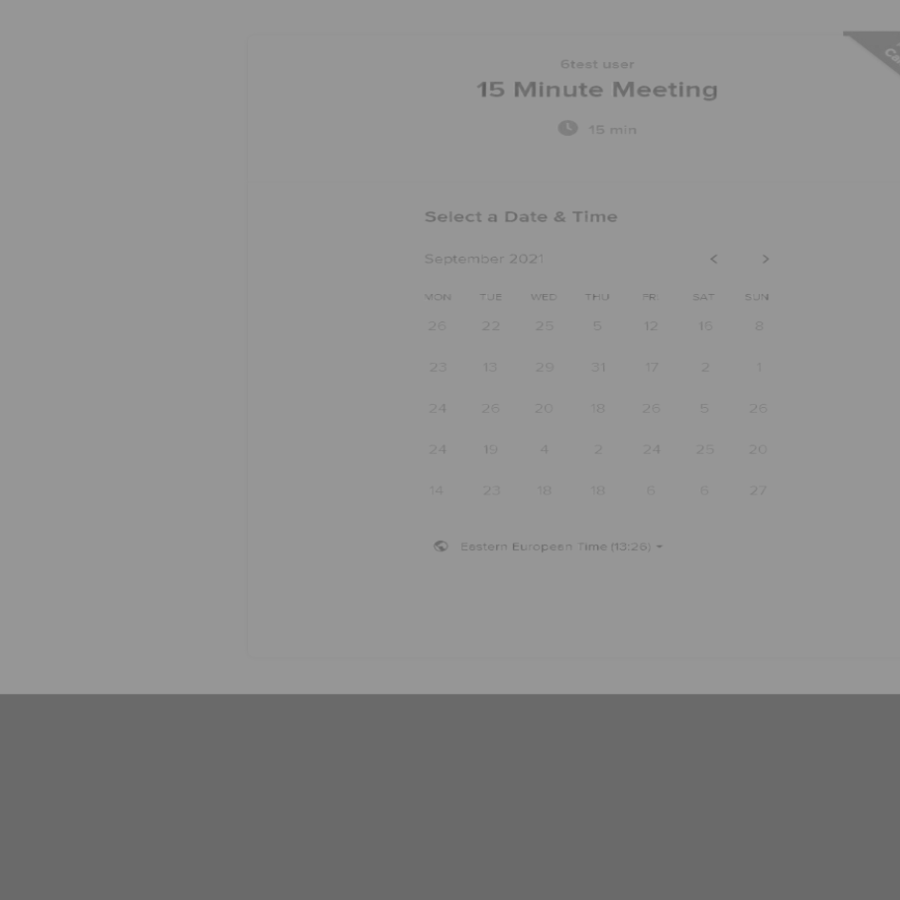 6test user
15 Minute Meeting
15 min
Select a Date & Time
September 2021 < >
MON TUE WED THU FRI SAT SUN
26 22 25 5 12 15 8
23 13 29 31 17 2 1
24 26 20 18 26 5 26
24 19 4 2 24 25 20
14 23 18 18 6 6 27
Eastern European Time (13:26)